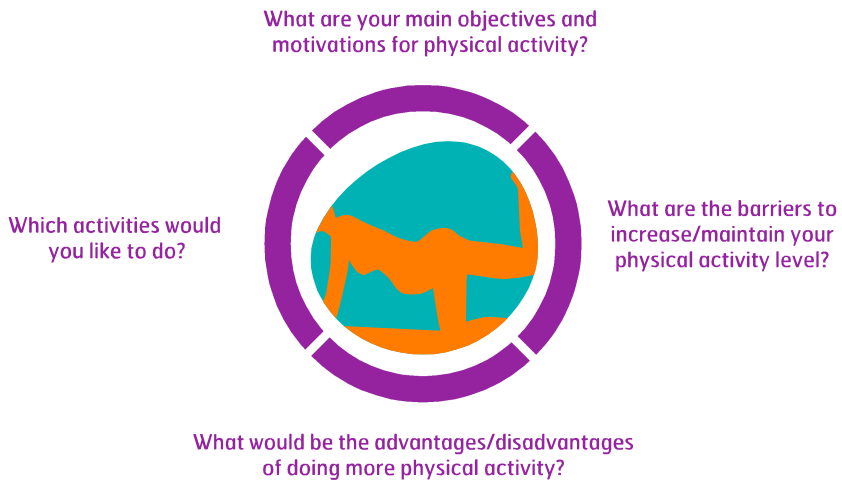 What are your main objectives and
motivations for physical activity?
Which activities would
you like to do?
What are the barriers to
increase/maintain your
physical activity level?
What would be the advantages/disadvantages
of doing more physical activity?